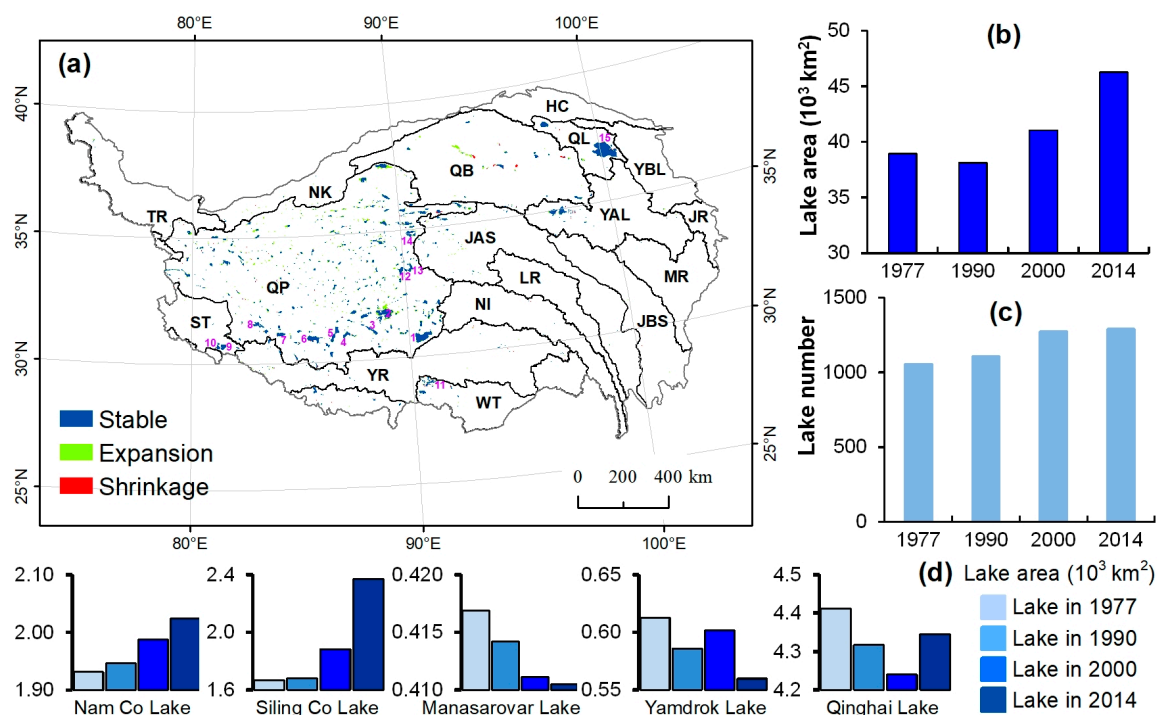 80°E
90°E
100°E
(a)
40°N
35°N
30°N
25°N
35°N
30°N
25°N
HC
QL
15
QB
YBL
NK
YAL
JR
TR
JAS
14
MR
13
12
LR
QP
NI
ST
8
3
5
1
JBS
10
9
7
6
4
YR
11
WT
Stable
Expansion
Shrinkage
0 200 400 km
80°E
90°E
100°E
(b)
Lake area (10³ km²)
50
45
40
35
30
1977 1990 2000 2014
(c)
Lake number
1500
1000
500
0
1977 1990 2000 2014
(d) Lake area (10³ km²)
Lake in 1977
Lake in 1990
Lake in 2000
Lake in 2014
2.10
2.00
1.90
Nam Co Lake
2.4
2.0
1.6
Siling Co Lake
0.420
0.415
0.410
Manasarovar Lake
0.65
0.60
0.55
Yamdrok Lake
4.5
4.4
4.3
4.2
Qinghai Lake